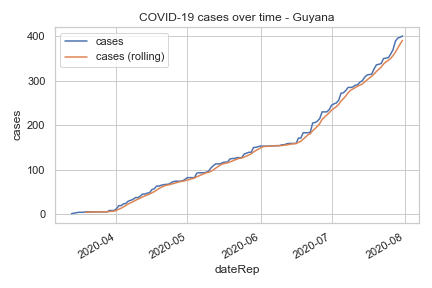 COVID-19 cases over time - Guyana
cases
cases (rolling)
400
300
200
100
0
cases
2020-04
2020-05
2020-06
2020-07
2020-08
dateRep